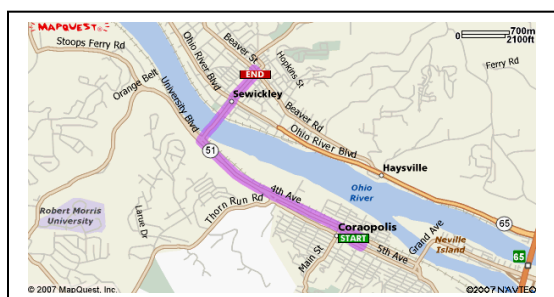 MAPQUEST
700m
2100ft
Stoops Ferry Rd
Ohio River Blvd
Beaver St
Hopkins St
Ferry Rd
END
Orange Belt
University Blvd
Sewickley
Beaver Rd
Ohio River Blvd
51
Haysville
4th Ave
Ohio
River
Thorn Run Rd
Robert Morris
University
Larue Dr
65
Coraopolis
START
Grand Ave
Neville
Island
Main St
5th Ave
65
© 2007 MapQuest, Inc.
©2007 NAVTEQ